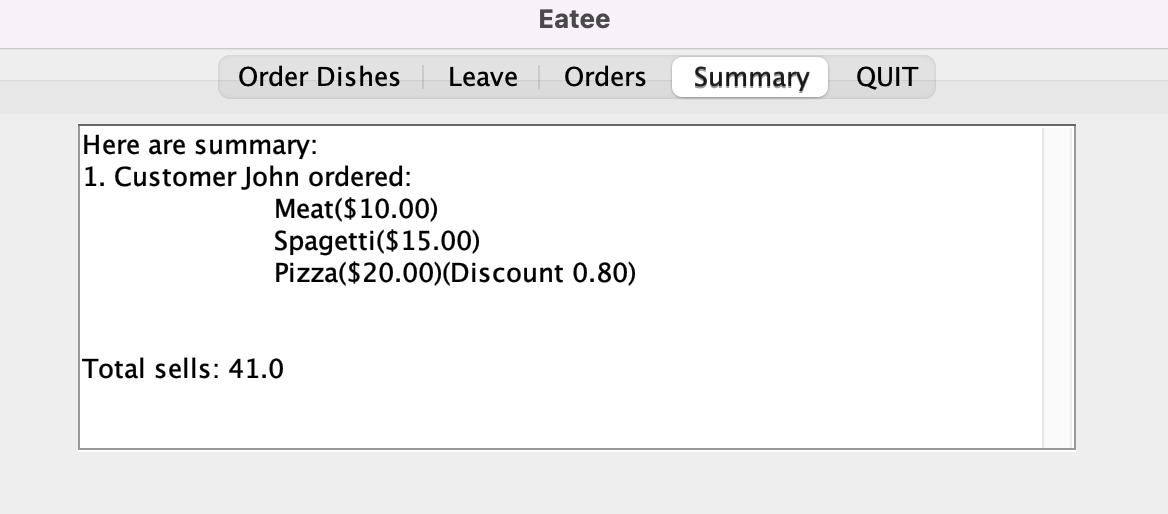 Eatee
Order Dishes Leave Orders Summary QUIT
Here are summary:
1. Customer John ordered:
Meat($10.00)
Spagetti($15.00)
Pizza($20.00)(Discount 0.80)
Total sells: 41.0